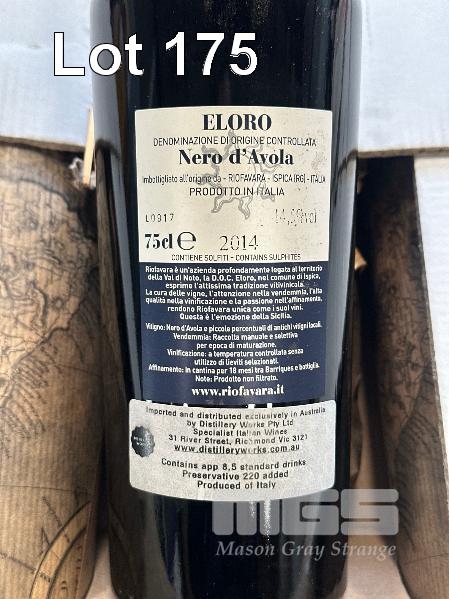 Lot 175
ELORO
DENOMINAZIONE DI ORIGINE CONTROLLATA
Nero d'Avola
Imbottigliato all'origine da - RIOFAVARA - ISPICA (RG) - ITALIA
PRODOTTO IN ITALIA
L0917 14,5%vol
75cl e 2014
CONTIENE SOLFITI - CONTAINS SULPHITES
Riofavara è un'azienda profondamente legata al territorio
della Val di Noto, la D.O.C. Eloro, nel comune di Ispica,
esprime l'altissima tradizione vitivinicola.
La cura delle vigne, l'attenzione nella vendemmia, l'alta
qualità nella vinificazione e la passione nell'affinamento,
rendono Riofavara unica come i suoi vini.
Questa è l'emozione della Sicilia.
Vitigno: Nero d'Avola e piccole percentuali di antichi vitigni locali.
Vendemmia: Raccolta manuale e selettiva
per epoca di maturazione.
Vinificazione: a temperatura controllata senza
utilizzo di lieviti selezionati.
Affinamento: in cantina per 18 mesi tra Barriques e bottiglia.
Note: Prodotto non filtrato.
www.riofavara.it
Imported and distributed exclusively in Australia
by Distillery Works Pty Ltd
Specialist Italian Wines
31 River Street, Richmond Vic 3121
www.distilleryworks.com.au
Contains app 8,5 standard drinks
Preservative 220 added
Produced of Italy
MGS
Mason Gray Strange